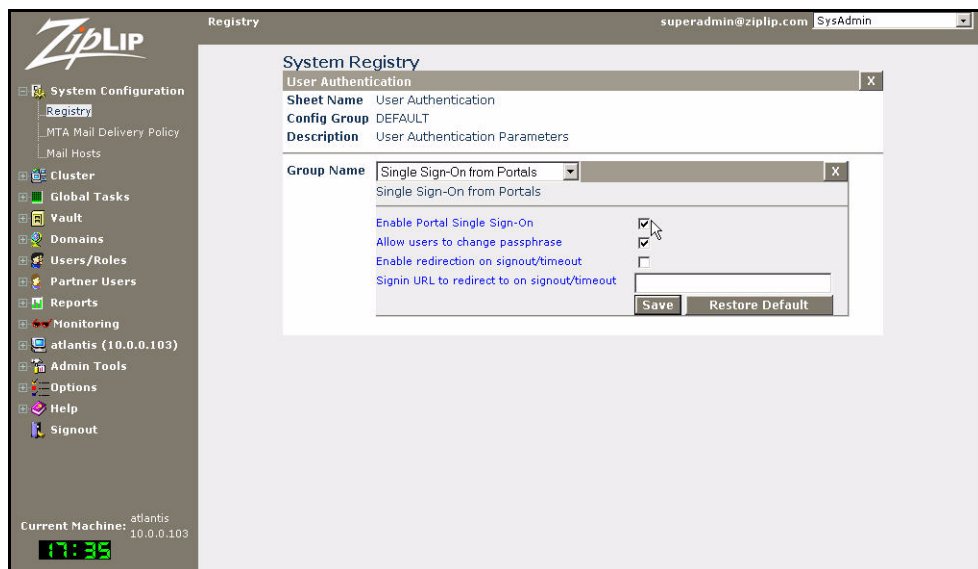 ZipLip
Registry
superadmin@ziplip.com SysAdmin
System Configuration
Registry
MTA Mail Delivery Policy
Mail Hosts
Cluster
Global Tasks
Vault
Domains
Users/Roles
Partner Users
Reports
Monitoring
atlantis (10.0.0.103)
Admin Tools
Options
Help
Signout
Current Machine: atlantis
10.0.0.103
17:35
System Registry
User Authentication X
Sheet Name User Authentication
Config Group DEFAULT
Description User Authentication Parameters
Group Name Single Sign-On from Portals X
Single Sign-On from Portals
Enable Portal Single Sign-On
Allow users to change passphrase
Enable redirection on signout/timeout
Signin URL to redirect to on signout/timeout
Save Restore Default